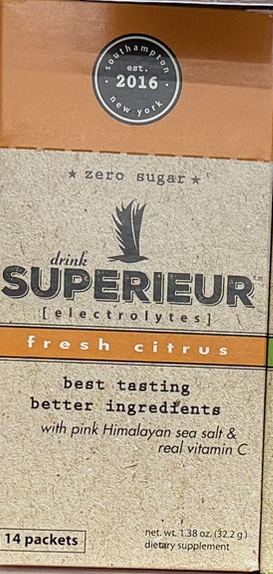 southampton
est.
· 2016 ·
new york
★ zero sugar ★
drink
SUPERIEUR
[electrolytes]
fresh citrus
best tasting
better ingredients
with pink Himalayan sea salt &
real vitamin C
14 packets
net. wt. 1.38 oz. (32.2 g)
dietary supplement